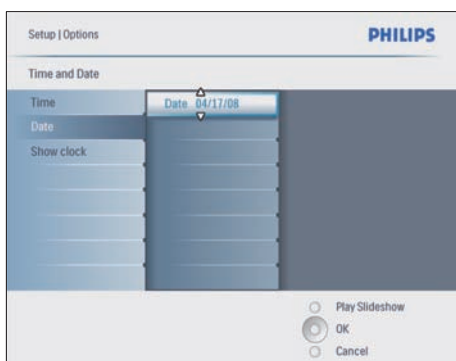 Setup | Options
PHILIPS
Time and Date
Time
Date 04/17/08
Date
Show clock
Play Slideshow
OK
Cancel